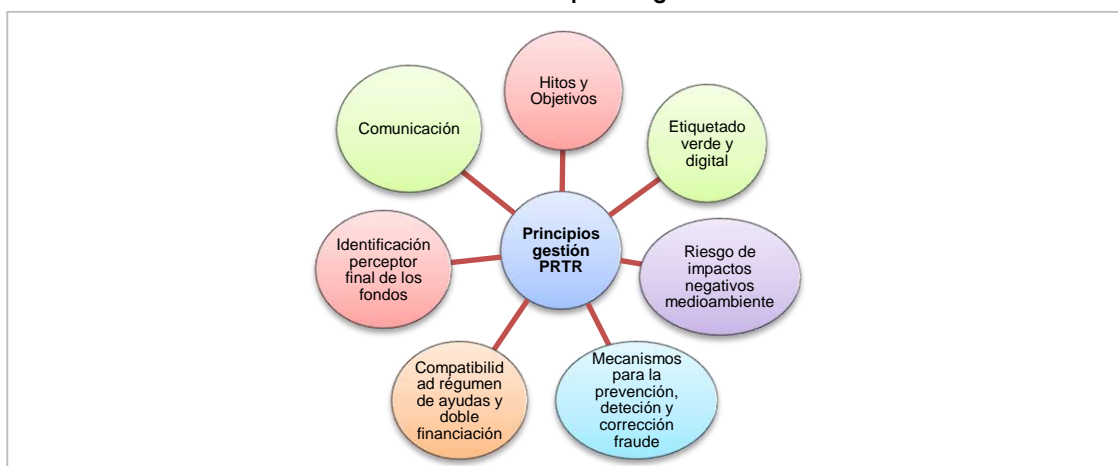 Hitos y
Objetivos
Etiquetado
verde y
digital
Riesgo de
impactos
negativos
medioambiente
Mecanismos
para la
prevención,
deteción y
corrección
fraude
Compatibilid
ad régumen
de ayudas y
doble
financiación
Identificación
perceptor
final de los
fondos
Comunicación
Principios
gestión
PRTR